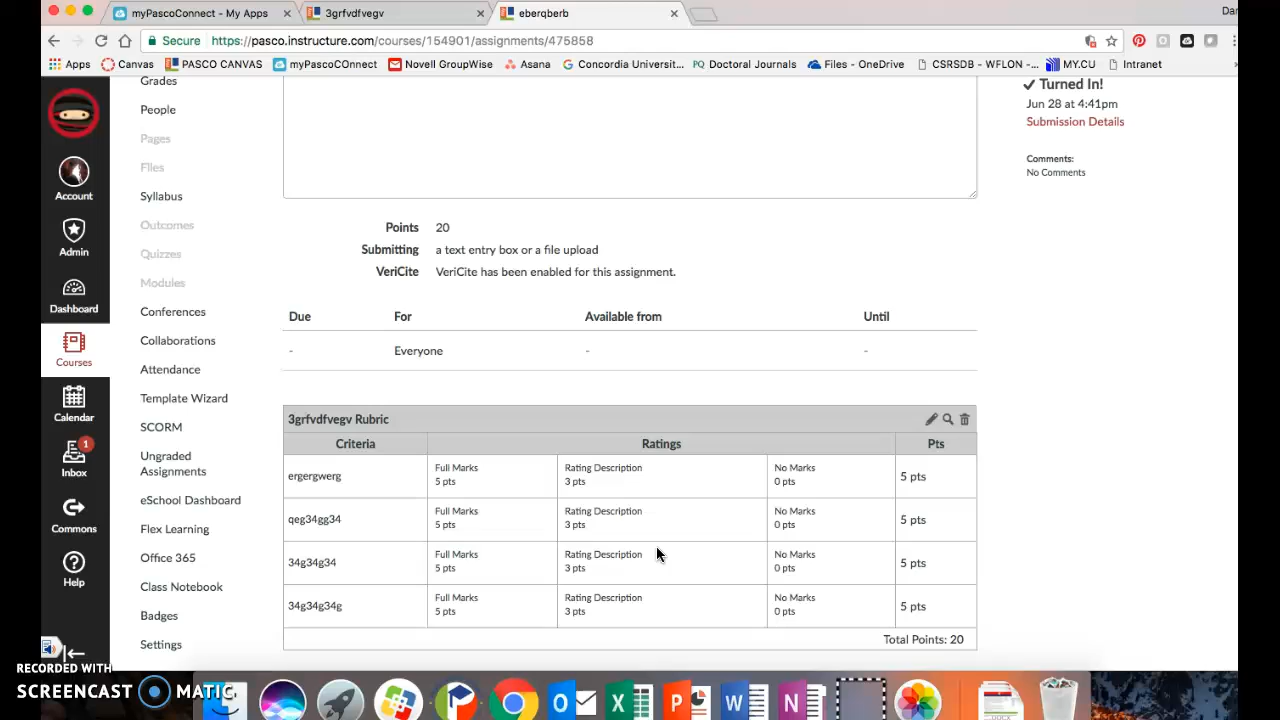 myPascoConnect - My Apps
3grfvdfvegv
eberqberb
Dar
Secure
https://pasco.instructure.com/courses/154901/assignments/475858
Apps
Canvas
PASCO CANVAS
myPascoCOnnect
Novell GroupWise
Asana
Concordia Universit...
PQ Doctoral Journals
Files - OneDrive
CSRSDB - WFLON - ...
MY.CU
Intranet
Account
Admin
Dashboard
Courses
Calendar
1
Inbox
Commons
Help
Grades
People
Pages
Files
Syllabus
Outcomes
Quizzes
Modules
Conferences
Collaborations
Attendance
Template Wizard
SCORM
Ungraded
Assignments
eSchool Dashboard
Flex Learning
Office 365
Class Notebook
Badges
Settings
Turned In!
Jun 28 at 4:41pm
Submission Details
Comments:
No Comments
Points 20
Submitting a text entry box or a file upload
VeriCite VeriCite has been enabled for this assignment.
Due For Available from Until
- Everyone - -
3grfvdfvegv Rubric
Criteria Ratings Pts
ergergwerg Full Marks 5 pts Rating Description 3 pts No Marks 0 pts 5 pts
qeg34gg34 Full Marks 5 pts Rating Description 3 pts No Marks 0 pts 5 pts
34g34g34 Full Marks 5 pts Rating Description 3 pts No Marks 0 pts 5 pts
34g34g34g Full Marks 5 pts Rating Description 3 pts No Marks 0 pts 5 pts
Total Points: 20
RECORDED WITH
SCREENCAST MATIC
DOCX